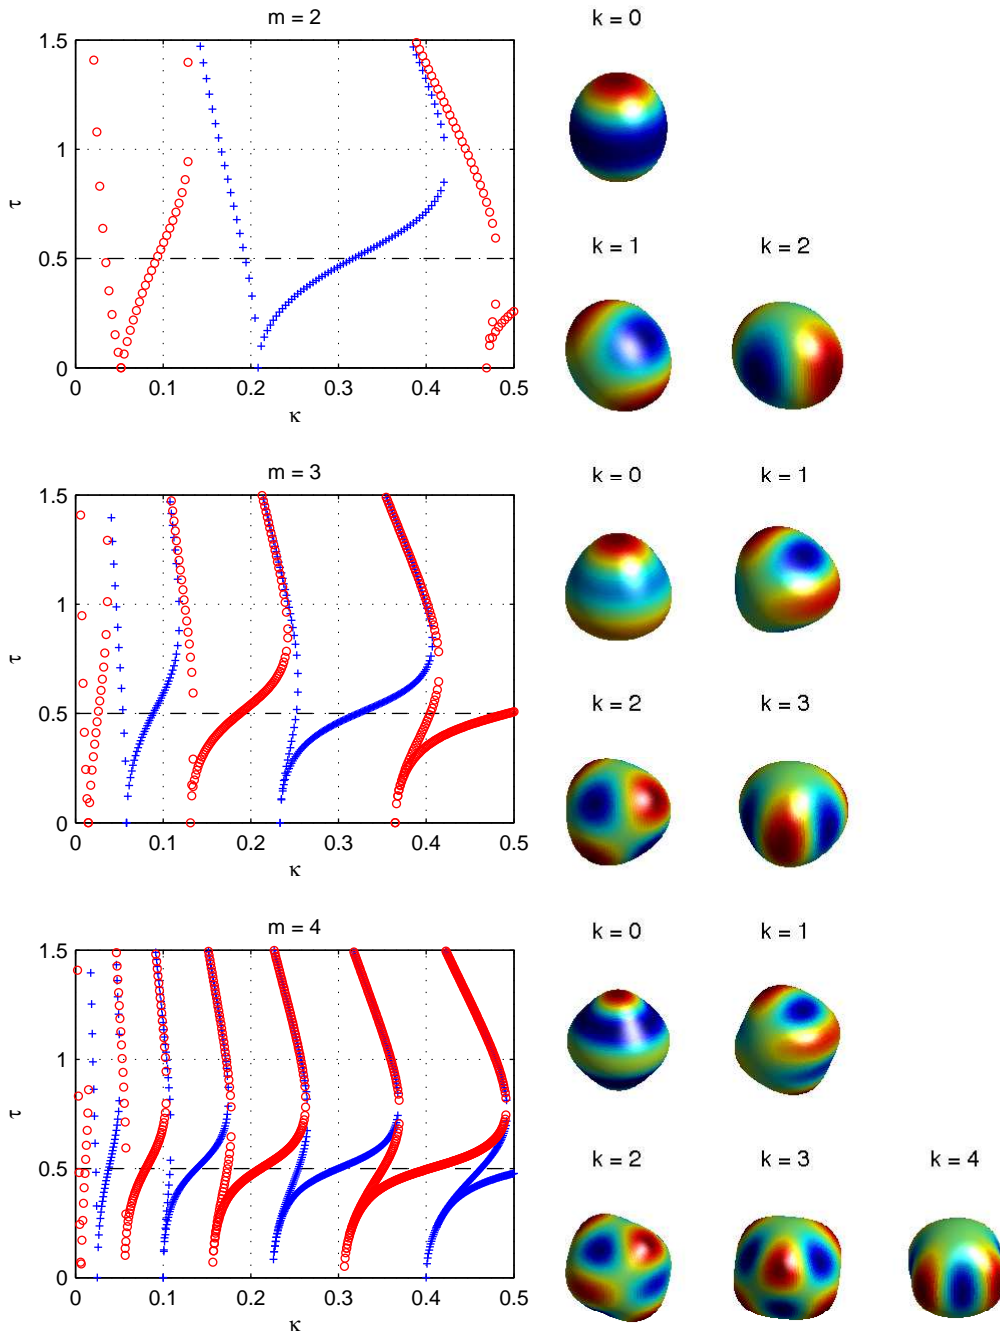 m = 2
k = 0
1.5
1
τ
0.5
0
0 0.1 0.2 0.3 0.4 0.5
κ
k = 1 k = 2
m = 3
k = 0 k = 1
1.5
1
τ
0.5
0
0 0.1 0.2 0.3 0.4 0.5
κ
k = 2 k = 3
m = 4
k = 0 k = 1
1.5
1
τ
0.5
0
0 0.1 0.2 0.3 0.4 0.5
κ
k = 2 k = 3 k = 4